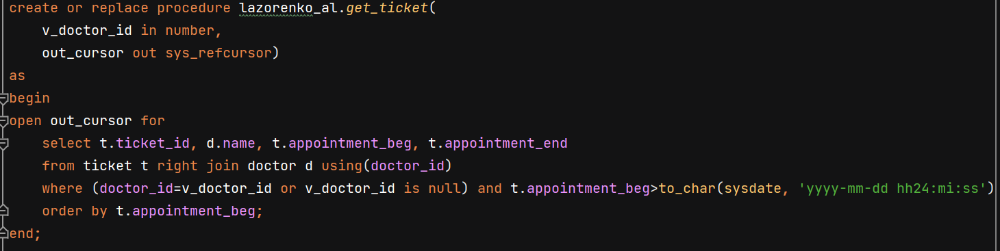 create or replace procedure lazorenko_al.get_ticket(
    v_doctor_id in number,
    out_cursor out sys_refcursor)
as
begin
open out_cursor for
    select t.ticket_id, d.name, t.appointment_beg, t.appointment_end
    from ticket t right join doctor d using(doctor_id)
    where (doctor_id=v_doctor_id or v_doctor_id is null) and t.appointment_beg>to_char(sysdate, 'yyyy-mm-dd hh24:mi:ss')
    order by t.appointment_beg;
end;